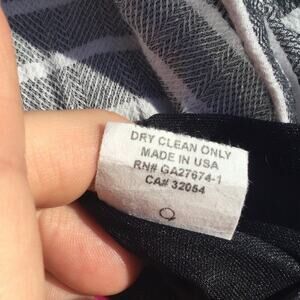 DRY CLEAN ONLY
MADE IN USA
RN# GA27674-1
CA# 32054